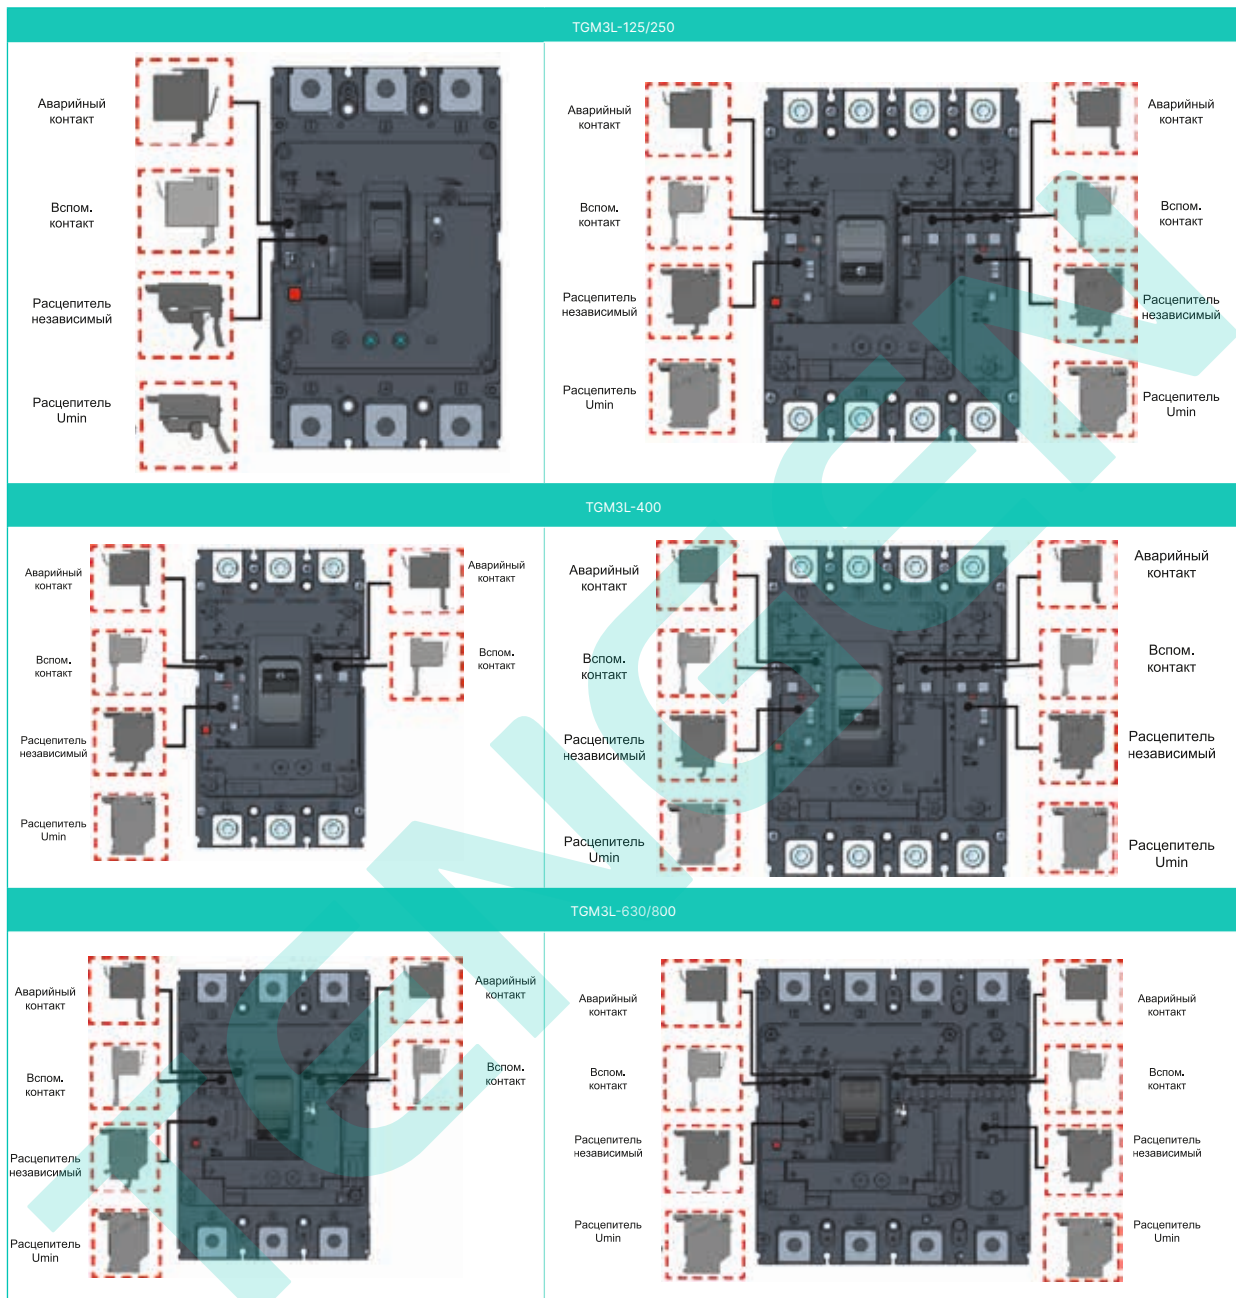 TGM3L-125/250
Аварийный
контакт
Вспом.
контакт
Расцепитель
независимый
Расцепитель
Umin
Аварийный
контакт
Вспом.
контакт
Расцепитель
независимый
Расцепитель
Umin
Аварийный
контакт
Вспом.
контакт
Расцепитель
независимый
Расцепитель
Umin
TGM3L-400
Аварийный
контакт
Вспом.
контакт
Расцепитель
независимый
Расцепитель
Umin
Аварийный
контакт
Вспом.
контакт
Аварийный
контакт
Вспом.
контакт
Расцепитель
независимый
Расцепитель
Umin
Аварийный
контакт
Вспом.
контакт
Расцепитель
независимый
Расцепитель
Umin
TGM3L-630/800
Аварийный
контакт
Вспом.
контакт
Расцепитель
независимый
Расцепитель
Umin
Аварийный
контакт
Вспом.
контакт
Аварийный
контакт
Вспом.
контакт
Расцепитель
независимый
Расцепитель
Umin
Аварийный
контакт
Вспом.
контакт
Расцепитель
независимый
Расцепитель
Umin
TENGEN